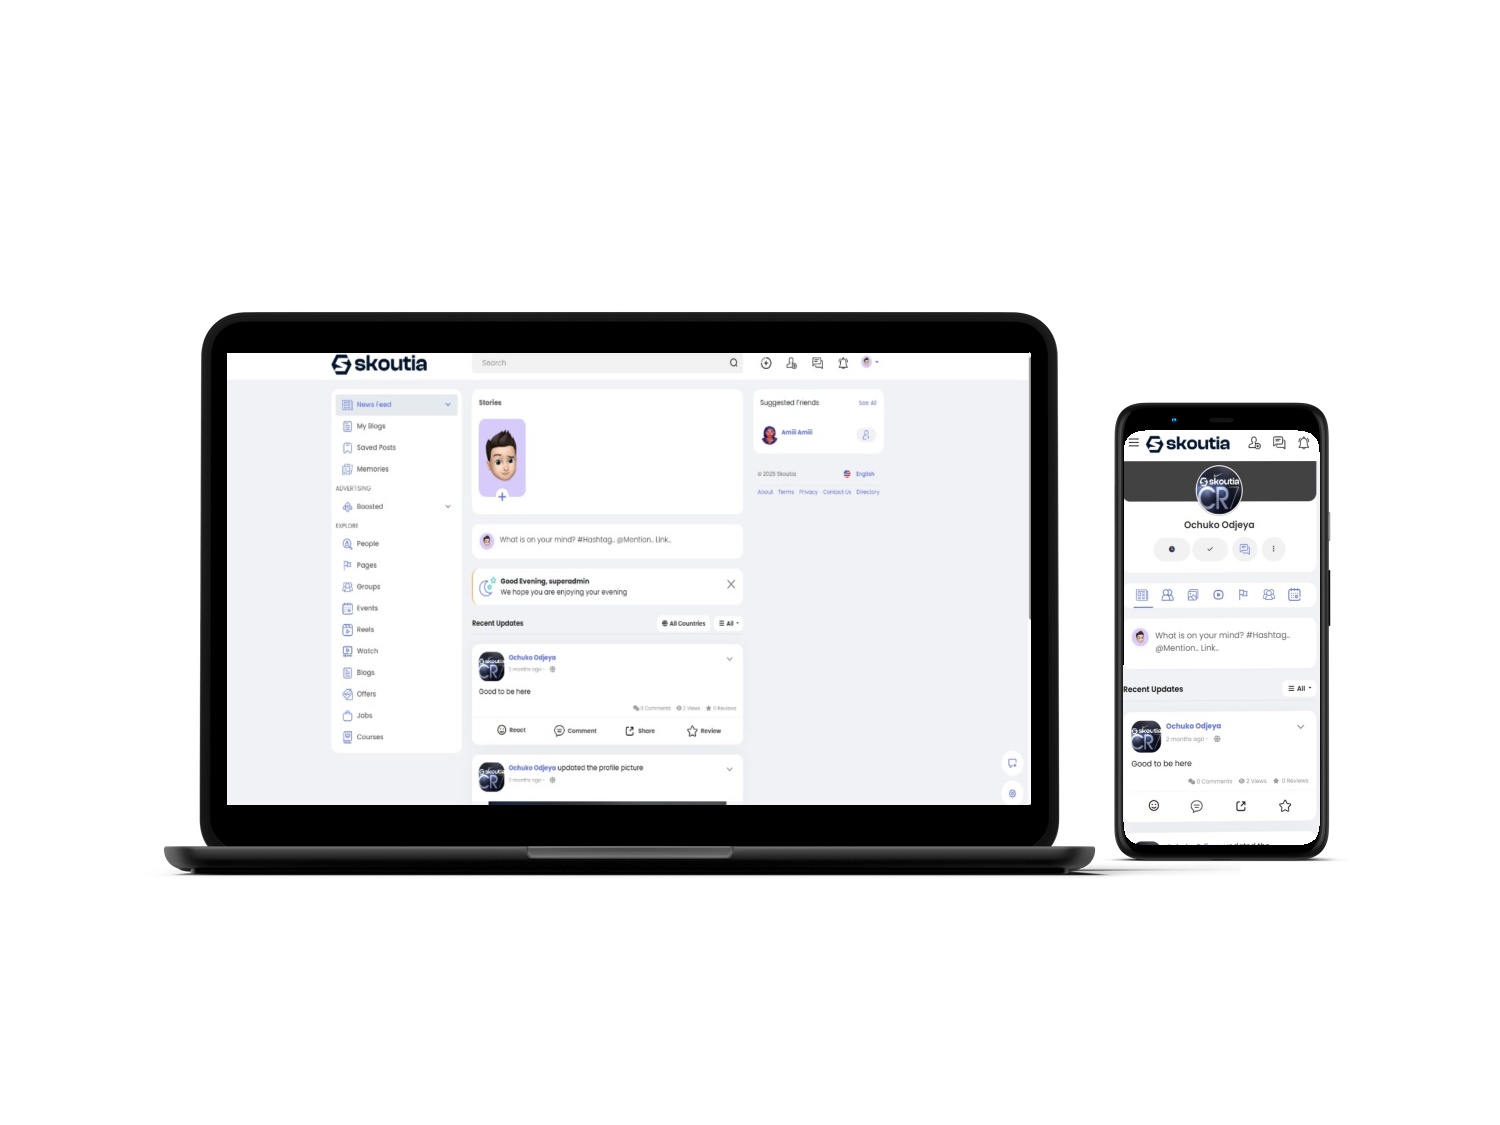 skoutia
Search
News Feed
My Blogs
Saved Posts
Memories
ADVERTISING
Boosted
EXPLORE
People
Pages
Groups
Events
Reels
Watch
Blogs
Offers
Jobs
Courses
Stories
+
What is on your mind? #Hashtag.. @Mention.. Link..
Good Evening, superadmin
We hope you are enjoying your evening
Recent Updates
All Countries
All
Ochuko Odjeya
2 months ago
Good to be here
0 Comments 2 Views 0 Reviews
React Comment Share Review
Ochuko Odjeya updated the profile picture
2 months ago
Suggested Friends See All
Amiii Amiii
© 2025 Skoutia English
About Terms Privacy Contact Us Directory
skoutia
skoutia
CR7
Ochuko Odjeya
What is on your mind? #Hashtag..
@Mention.. Link..
Recent Updates
All
Ochuko Odjeya
2 months ago
Good to be here
0 Comments 2 Views 0 Reviews